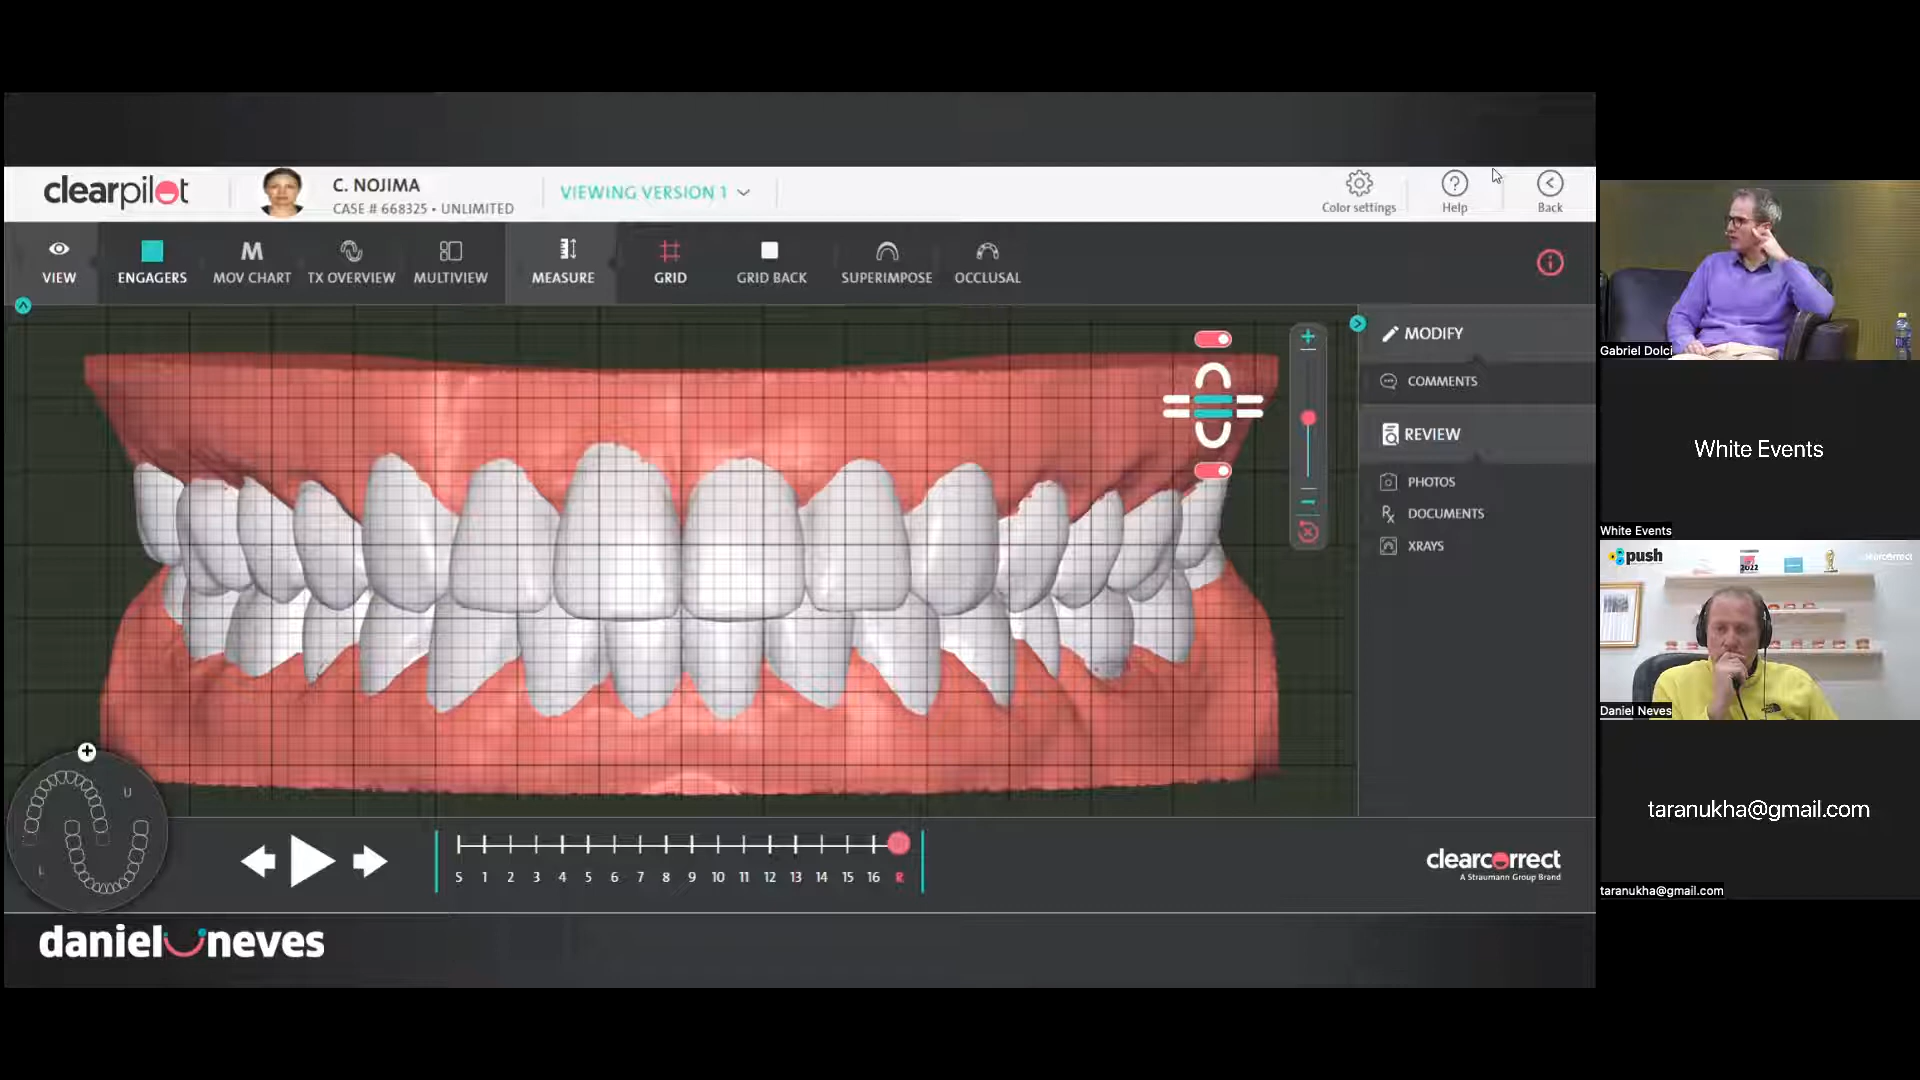 clearpilot
C. NOJIMA
CASE # 668325 • UNLIMITED
VIEWING VERSION 1
Color settings
Help
Back
VIEW
ENGAGERS
MOV CHART
TX OVERVIEW
MULTIVIEW
MEASURE
GRID
GRID BACK
SUPERIMPOSE
OCCLUSAL
MODIFY
COMMENTS
REVIEW
PHOTOS
DOCUMENTS
XRAYS
U
L
S 1 2 3 4 5 6 7 8 9 10 11 12 13 14 15 16 R
clearcorrect
A Straumann Group Brand
daniel neves
Gabriel Dolci
White Events
White Events
push
2022
clearcorrect
Daniel Neves
taranukha@gmail.com
taranukha@gmail.com